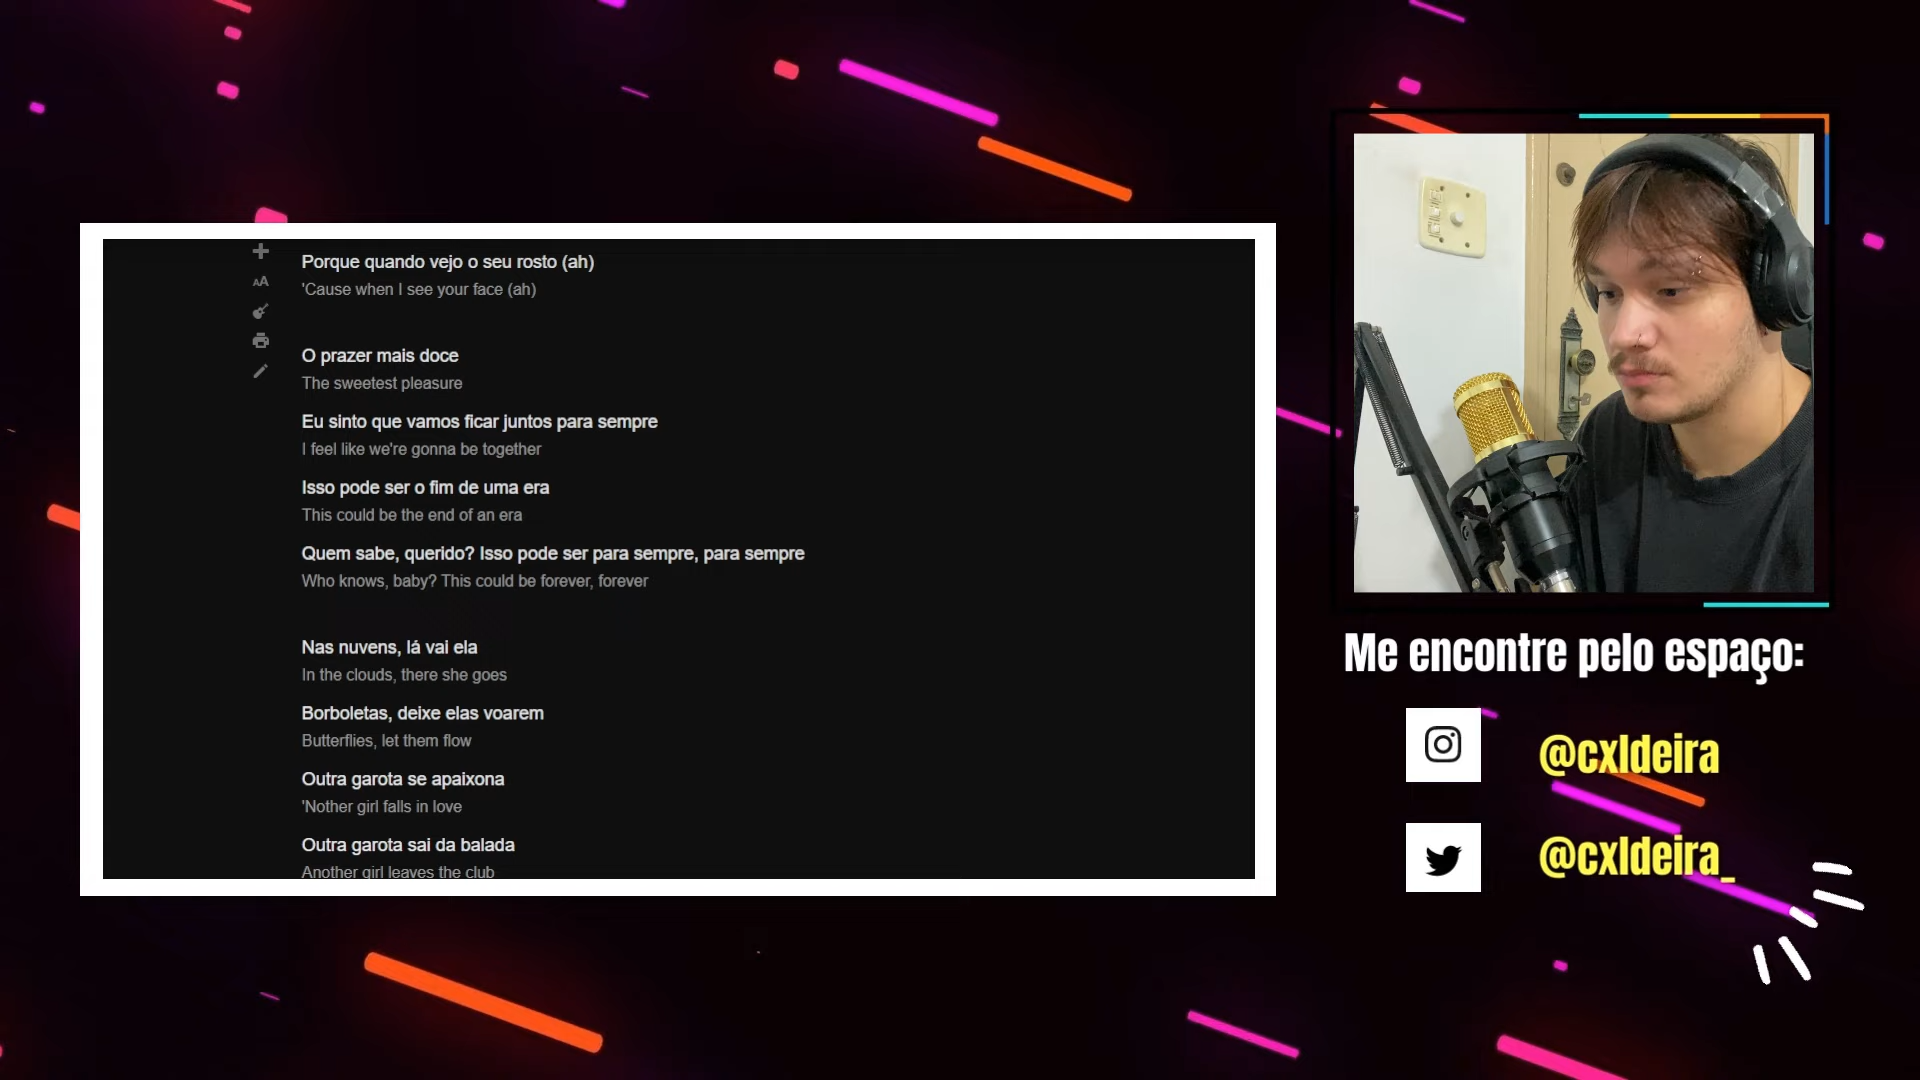 Porque quando vejo o seu rosto (ah)
'Cause when I see your face (ah)
O prazer mais doce
The sweetest pleasure
Eu sinto que vamos ficar juntos para sempre
I feel like we're gonna be together
Isso pode ser o fim de uma era
This could be the end of an era
Quem sabe, querido? Isso pode ser para sempre, para sempre
Who knows, baby? This could be forever, forever
Nas nuvens, lá vai ela
In the clouds, there she goes
Borboletas, deixe elas voarem
Butterflies, let them flow
Outra garota se apaixona
'Nother girl falls in love
Outra garota sai da balada
Another girl leaves the club
AA
Me encontre pelo espaço:
@cxldeira
@cxldeira_